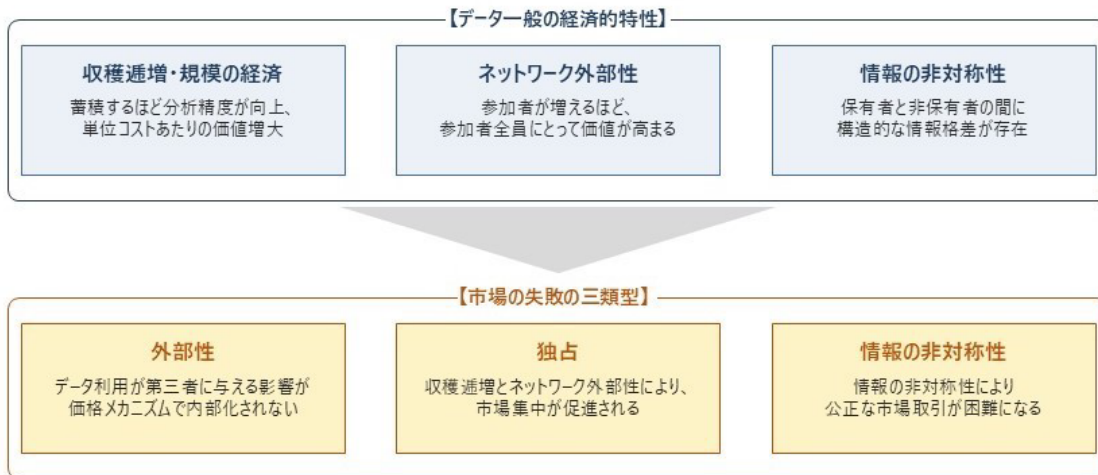 【データ一般の経済的特性】
収穫逓増・規模の経済
蓄積するほど分析精度が向上、
単位コストあたりの価値増大
ネットワーク外部性
参加者が増えるほど、
参加者全員にとって価値が高まる
情報の非対称性
保有者と非保有者の間に
構造的な情報格差が存在
【市場の失敗の三類型】
外部性
データ利用が第三者に与える影響が
価格メカニズムで内部化されない
独占
収穫逓増とネットワーク外部性により、
市場集中が促進される
情報の非対称性
情報の非対称性により
公正な市場取引が困難になる